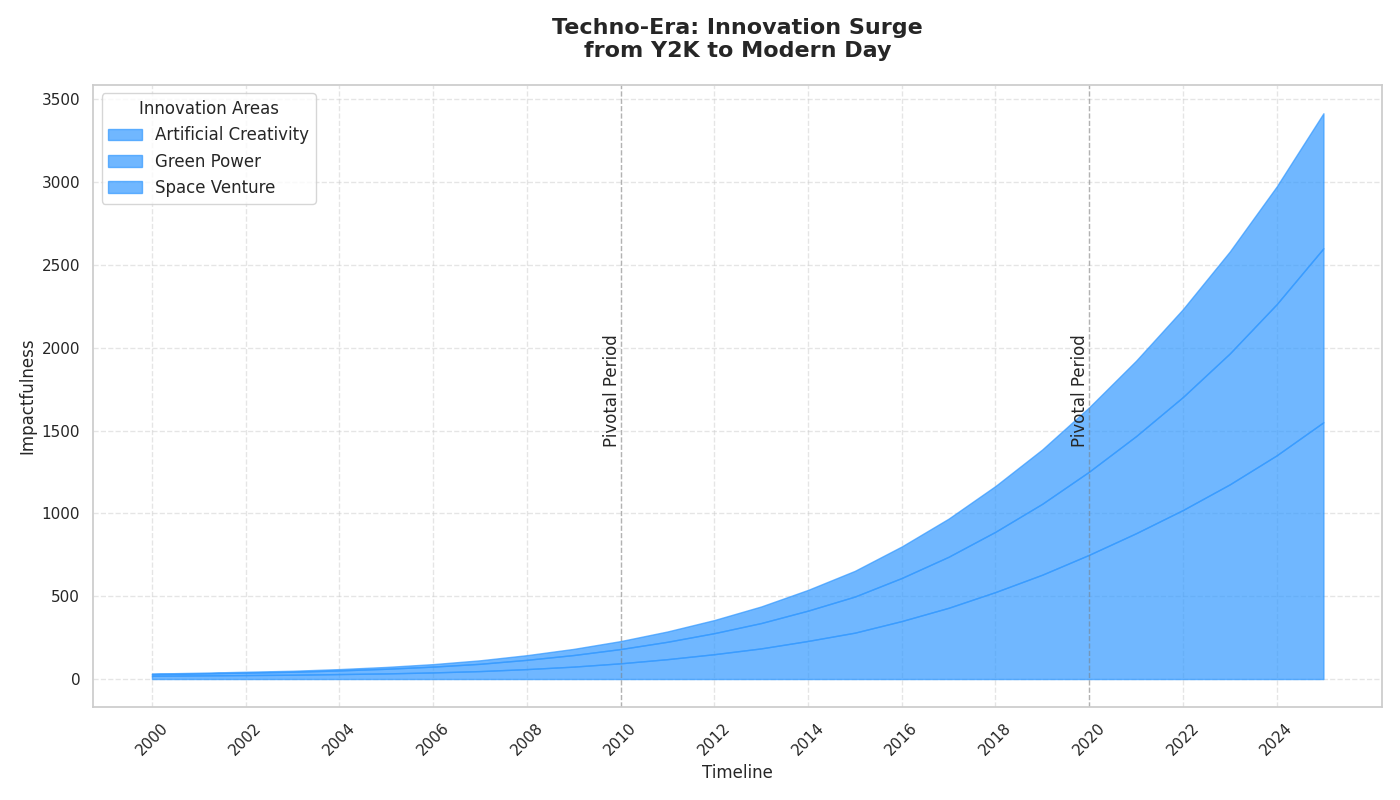 Techno-Era: Innovation Surge
from Y2K to Modern Day
Innovation Areas
Artificial Creativity
Green Power
Space Venture
Impactfulness
3500
3000
2500
2000
1500
1000
500
0
Pivotal Period
Pivotal Period
2000
2002
2004
2006
2008
2010
2012
2014
2016
2018
2020
2022
2024
Timeline